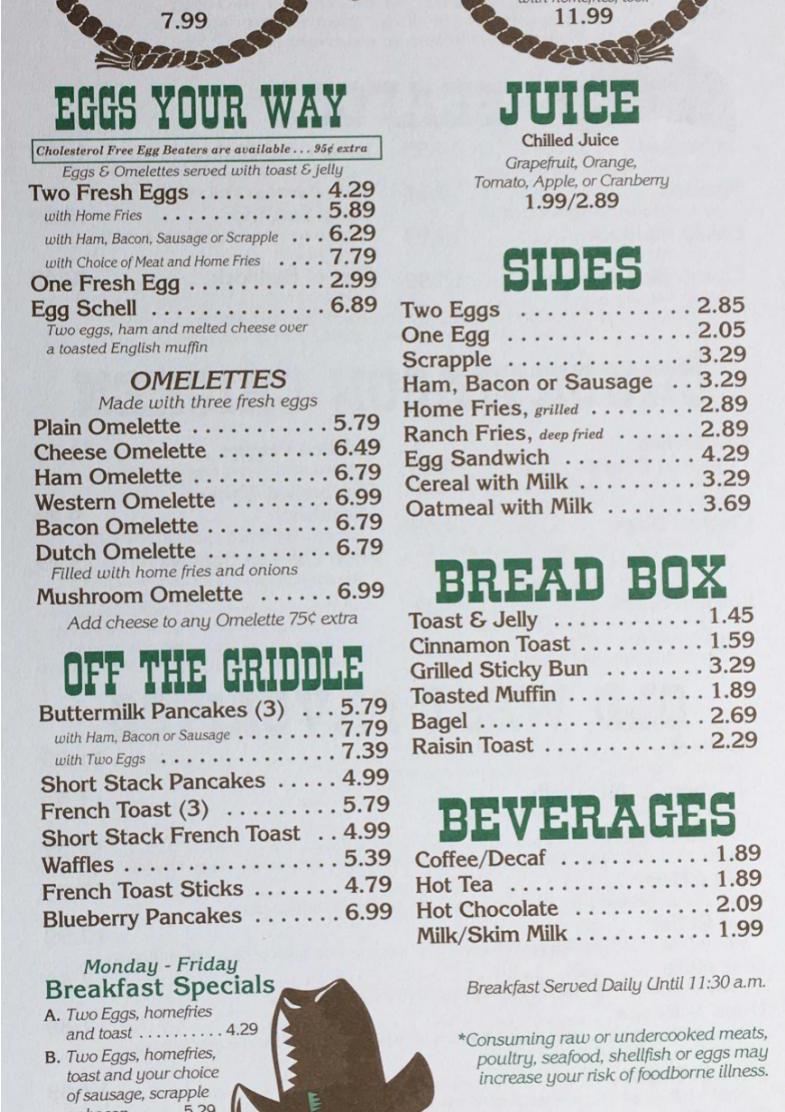 7.99
EGGS YOUR WAY
Cholesterol Free Egg Beaters are available . . . 95¢ extra
Eggs & Omelettes served with toast & jelly
Two Fresh Eggs . . . . . . . . . . . 4.29
with Home Fries . . . . . . . . . . . . 5.89
with Ham, Bacon, Sausage or Scrapple . . . 6.29
with Choice of Meat and Home Fries . . . . 7.79
One Fresh Egg . . . . . . . . . . . . 2.99
Egg Schell . . . . . . . . . . . . . . 6.89
Two eggs, ham and melted cheese over
a toasted English muffin
OMELETTES
Made with three fresh eggs
Plain Omelette . . . . . . . . . . . 5.79
Cheese Omelette . . . . . . . . . 6.49
Ham Omelette . . . . . . . . . . . 6.79
Western Omelette . . . . . . . . 6.99
Bacon Omelette . . . . . . . . . . 6.79
Dutch Omelette . . . . . . . . . . 6.79
Filled with home fries and onions
Mushroom Omelette . . . . . . 6.99
Add cheese to any Omelette 75¢ extra
OFF THE GRIDDLE
Buttermilk Pancakes (3) . . . 5.79
with Ham, Bacon or Sausage . . . . . . . . 7.79
with Two Eggs . . . . . . . . . . . . . . 7.39
Short Stack Pancakes . . . . . 4.99
French Toast (3) . . . . . . . . . 5.79
Short Stack French Toast . . 4.99
Waffles . . . . . . . . . . . . . . . . . 5.39
French Toast Sticks . . . . . . . 4.79
Blueberry Pancakes . . . . . . . 6.99
Monday - Friday
Breakfast Specials
A. Two Eggs, homefries
and toast . . . . . . . . . . 4.29
B. Two Eggs, homefries,
toast and your choice
of sausage, scrapple
5.29
11.99
JUICE
Chilled Juice
Grapefruit, Orange,
Tomato, Apple, or Cranberry
1.99/2.89
SIDES
Two Eggs . . . . . . . . . . . . . 2.85
One Egg . . . . . . . . . . . . . . 2.05
Scrapple . . . . . . . . . . . . . . 3.29
Ham, Bacon or Sausage . . 3.29
Home Fries, grilled . . . . . . . . 2.89
Ranch Fries, deep fried . . . . . . 2.89
Egg Sandwich . . . . . . . . . . 4.29
Cereal with Milk . . . . . . . . . 3.29
Oatmeal with Milk . . . . . . . 3.69
BREAD BOX
Toast & Jelly . . . . . . . . . . . . 1.45
Cinnamon Toast . . . . . . . . . . 1.59
Grilled Sticky Bun . . . . . . . . 3.29
Toasted Muffin . . . . . . . . . . . 1.89
Bagel . . . . . . . . . . . . . . . . . . 2.69
Raisin Toast . . . . . . . . . . . . . 2.29
BEVERAGES
Coffee/Decaf . . . . . . . . . . . . 1.89
Hot Tea . . . . . . . . . . . . . . . . 1.89
Hot Chocolate . . . . . . . . . . . 2.09
Milk/Skim Milk . . . . . . . . . . . 1.99
Breakfast Served Daily Until 11:30 a.m.
*Consuming raw or undercooked meats,
poultry, seafood, shellfish or eggs may
increase your risk of foodborne illness.